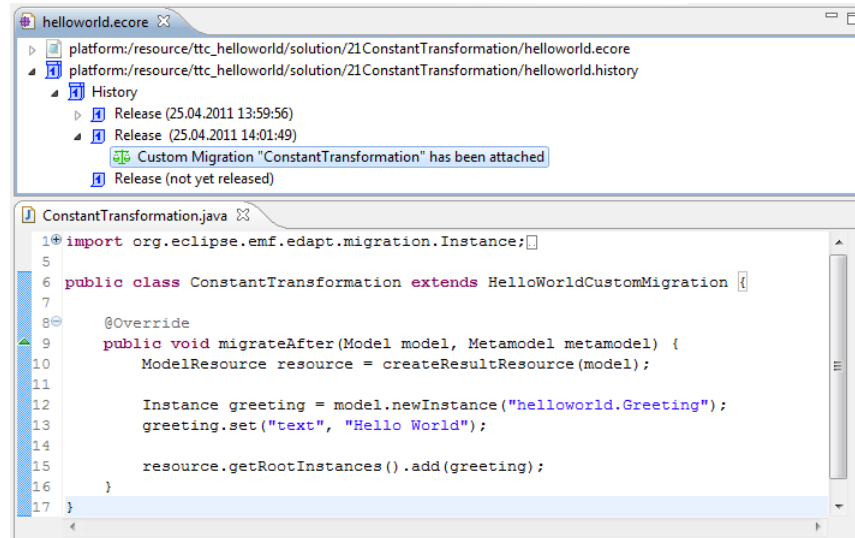 helloworld.ecore
platform:/resource/ttc_helloworld/solution/21ConstantTransformation/helloworld.ecore
platform:/resource/ttc_helloworld/solution/21ConstantTransformation/helloworld.history
History
Release (25.04.2011 13:59:56)
Release (25.04.2011 14:01:49)
Custom Migration "ConstantTransformation" has been attached
Release (not yet released)
ConstantTransformation.java
1 import org.eclipse.emf.edapt.migration.Instance;
5
6 public class ConstantTransformation extends HelloWorldCustomMigration {
7
8 @Override
9 public void migrateAfter(Model model, Metamodel metamodel) {
10 ModelResource resource = createResultResource(model);
11
12 Instance greeting = model.newInstance("helloworld.Greeting");
13 greeting.set("text", "Hello World");
14
15 resource.getRootInstances().add(greeting);
16 }
17 }